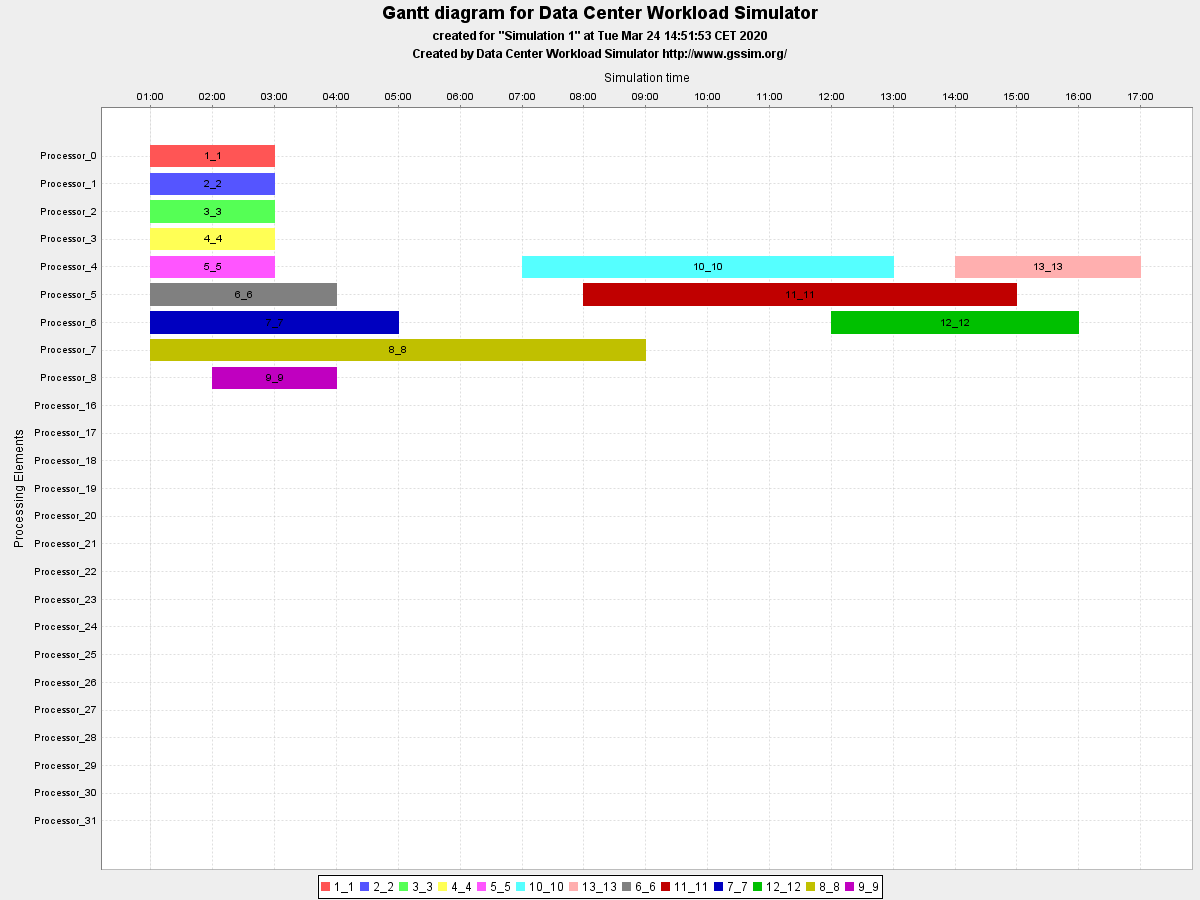 Gantt diagram for Data Center Workload Simulator
created for "Simulation 1" at Tue Mar 24 14:51:53 CET 2020
Created by Data Center Workload Simulator http://www.gssim.org/
Simulation time
01:00 02:00 03:00 04:00 05:00 06:00 07:00 08:00 09:00 10:00 11:00 12:00 13:00 14:00 15:00 16:00 17:00
Processor_0 1_1
Processor_1 2_2
Processor_2 3_3
Processor_3 4_4
Processor_4 5_5 10_10 13_13
Processor_5 6_6 11_11
Processor_6 7_7 12_12
Processor_7 8_8
Processor_8 9_9
Processor_16
Processor_17
Processor_18
Processor_19
Processor_20
Processor_21
Processor_22
Processor_23
Processor_24
Processor_25
Processor_26
Processor_27
Processor_28
Processor_29
Processor_30
Processor_31
Processing Elements
1_1 2_2 3_3 4_4 5_5 10_10 13_13 6_6 11_11 7_7 12_12 8_8 9_9